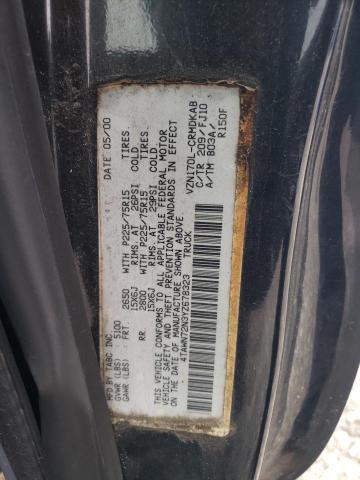 MFD BY: TABC INC. DATE 05/00
GVWR (LBS) : 5100
GAWR (LBS) : FRT. 2650 WITH P225/75R15 TIRES
15X6J RIMS. AT 26PSI COLD.
RR. 2800 WITH P225/75R15 TIRES
15X6J RIMS. AT 29PSI COLD.
THIS VEHICLE CONFORMS TO ALL APPLICABLE FEDERAL MOTOR
VEHICLE SAFETY AND THEFT PREVENTION STANDARDS IN EFFECT
ON THE DATE OF MANUFACTURE SHOWN ABOVE.
4TAWN72N3YZ678323 TRUCK
VZN170L-CRMDKAB
C/TR 209/FJ10
A/TM B03A/
R150F